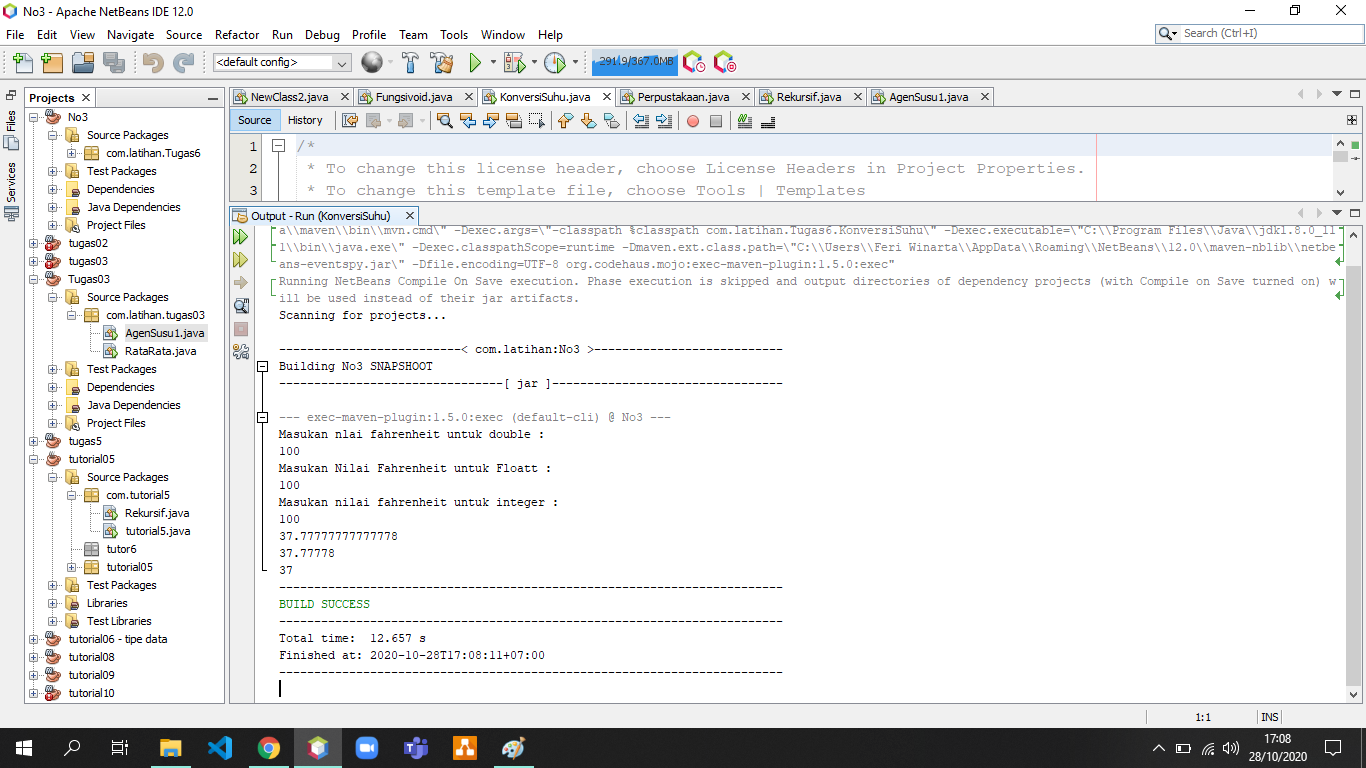 No3 - Apache NetBeans IDE 12.0
File Edit View Navigate Source Refactor Run Debug Profile Team Tools Window Help
Search (Ctrl+I)
<default config>
291.9/367.0MB
Files
Services
Projects
No3
Source Packages
com.latihan.Tugas6
Test Packages
Dependencies
Java Dependencies
Project Files
tugas02
tugas03
Tugas03
Source Packages
com.latihan.tugas03
AgenSusu1.java
RataRata.java
Test Packages
Dependencies
Java Dependencies
Project Files
tugas5
tutorial05
Source Packages
com.tutorial5
Rekursif.java
tutorial5.java
tutor6
tutorial05
Test Packages
Libraries
Test Libraries
tutorial06 - tipe data
tutorial08
tutorial09
tutorial10
NewClass2.java Fungsivoid.java KonversiSuhu.java Perpustakaan.java Rekursif.java AgenSusu1.java
Source History
1 /*
2 * To change this license header, choose License Headers in Project Properties.
3 * To change this template file, choose Tools | Templates
Output - Run (KonversiSuhu)
a\\maven\\bin\\mvn.cmd\" -Dexec.args=\"-classpath %classpath com.latihan.Tugas6.KonversiSuhu\" -Dexec.executable=\"C:\\Program Files\\Java\\jdk1.8.0_11
1\\bin\\java.exe\" -Dexec.classpathScope=runtime -Dmaven.ext.class.path=\"C:\\Users\\Feri Winarta\\AppData\\Roaming\\NetBeans\\12.0\\maven-nblib\\netbe
ans-eventspy.jar\" -Dfile.encoding=UTF-8 org.codehaus.mojo:exec-maven-plugin:1.5.0:exec"
Running NetBeans Compile On Save execution. Phase execution is skipped and output directories of dependency projects (with Compile on Save turned on) w
ill be used instead of their jar artifacts.
Scanning for projects...
--------------------------< com.latihan:No3 >---------------------------
Building No3 SNAPSHOOT
--------------------------------[ jar ]---------------------------------
--- exec-maven-plugin:1.5.0:exec (default-cli) @ No3 ---
Masukan nlai fahrenheit untuk double :
100
Masukan Nilai Fahrenheit untuk Floatt :
100
Masukan nilai fahrenheit untuk integer :
100
37.77777777777778
37.77778
37
------------------------------------------------------------------------
BUILD SUCCESS
------------------------------------------------------------------------
Total time:  12.657 s
Finished at: 2020-10-28T17:08:11+07:00
------------------------------------------------------------------------
1:1 INS
17:08
28/10/2020